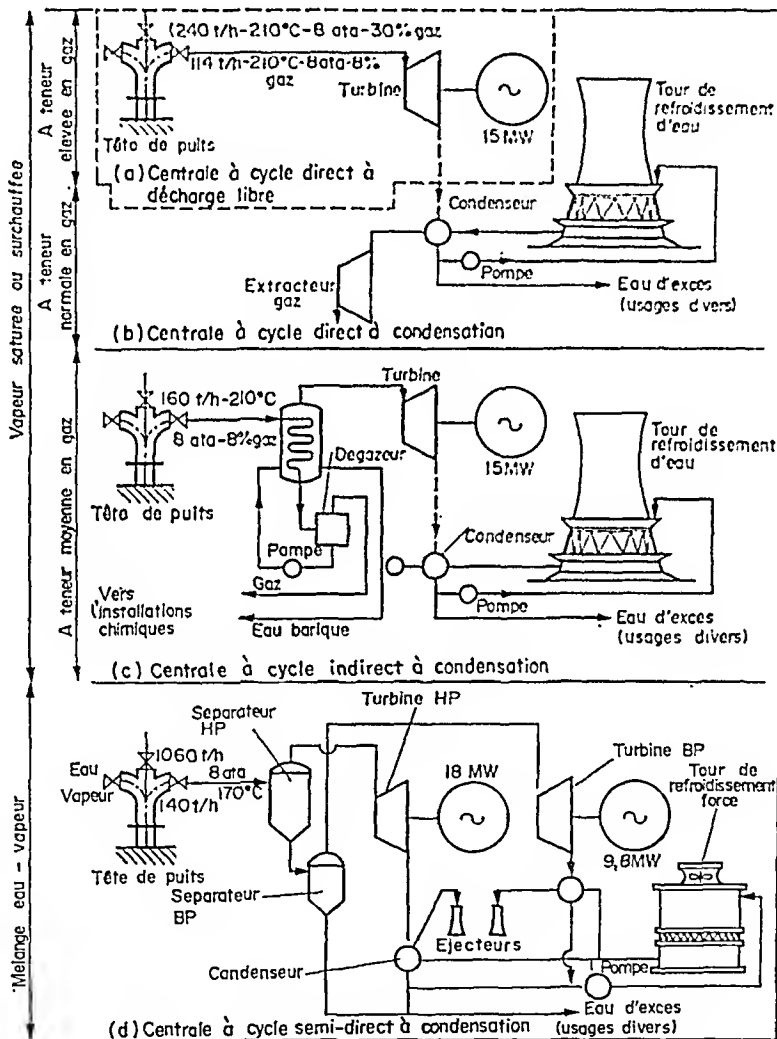 Vapeur saturée ou surchauffée
A teneur
élevée en gaz
(240 t/h-210°C-8 ata-30% gaz
114 t/h-210°C-8ata-8%
gaz
Turbine
15 MW
Tour de
refroidissement
d'eau
Tête de puits
(a) Centrale à cycle direct à
décharge libre
A teneur
normale en gaz
Condenseur
Pompe
Extracteur
gaz
Eau d'exces
(usages divers)
(b) Centrale à cycle direct à condensation
A teneur moyenne en gaz
160 t/h-210°C
8 ata-8%gaz
Turbine
15MW
Tour de
refroidissement
d'eau
Tête de puits
Degazeur
Condenseur
Pampe
Gaz
Pompe
Vers
l'installations
chimiques
Eau barique
Eau d'exces
(usages divers)
(c) Centrale à cycle indirect à condensation
Melange eau - vapeur
Separateur
HP
Turbine HP
Turbine BP
1060 t/h
Eau
Vapeur
8 ata
170°C
140 t/h
18 MW
9,8MW
Tour de
refroidissement
force
Tête de puits
Separateur
BP
Ejecteurs
Candenseur
Pompe
Eau d'exces
(usages divers)
(d) Centrale à cycle semi-direct à condensation